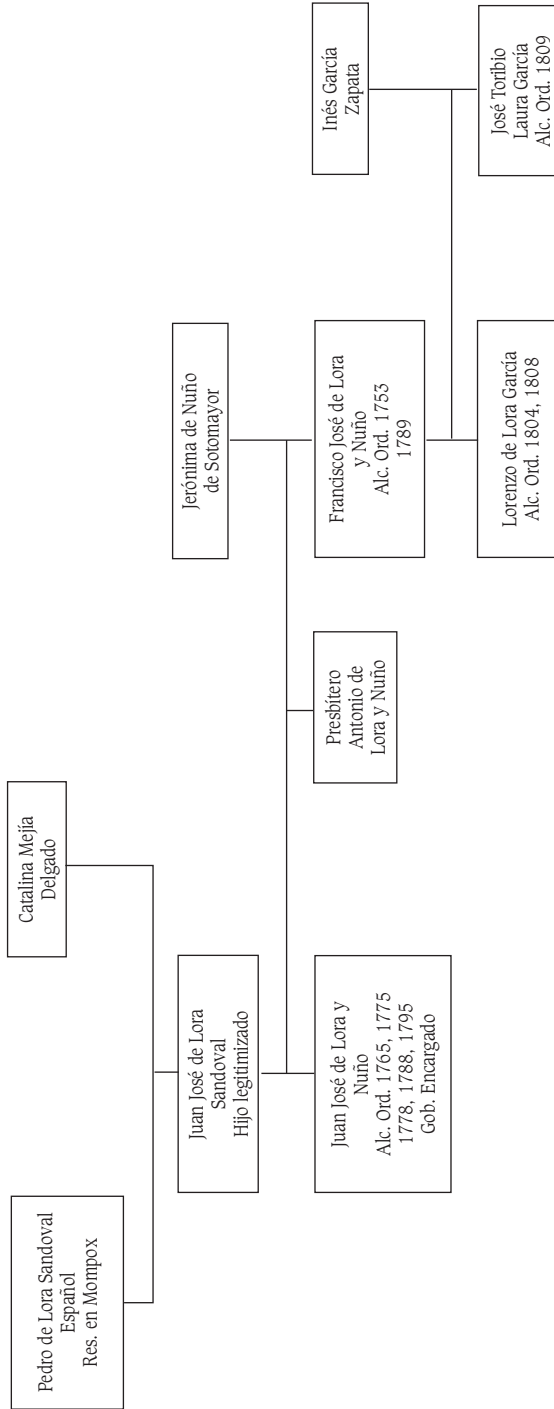 Pedro de Lora Sandoval
Español
Res. en Mompox
Catalina Mejía
Delgado
Juan José de Lora
Sandoval
Hijo legitimizado
Jerónima de Nuño
de Sotomayor
Juan José de Lora y
Nuño
Alc. Ord. 1765, 1775
1778, 1788, 1795
Gob. Encargado
Presbítero
Antonio de
Lora y Nuño
Francisco José de Lora
y Nuño
Alc. Ord. 1753
1789
Inés García
Zapata
Lorenzo de Lora García
Alc. Ord. 1804, 1808
José Toribio
Laura García
Alc. Ord. 1809